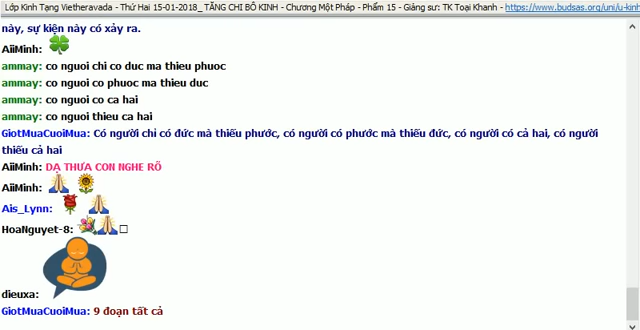 Lớp Kinh Tạng Vietheravada - Thứ Hai 15-01-2018_ TĂNG CHI BỘ KINH - Chương Một Pháp - Phẩm 15 - Giảng sư: TK Toại Khanh - https://www.budsas.org/uni/u-kinh
này, sự kiện này có xảy ra.
AiiMinh:
ammay: co nguoi chi co duc ma thieu phuoc
ammay: co nguoi co phuoc ma thieu duc
ammay: co nguoi co ca hai
ammay: co nguoi thieu ca hai
GiotMuaCuoiMua: Có người chỉ có đức mà thiếu phước, có người có phước mà thiếu đức, có người có cả hai, có người
thiếu cả hai
AiiMinh: DẠ THƯA CON NGHE RÕ
AiiMinh:
Ais_Lynn:
HoaNguyet-8:
dieuxa:
GiotMuaCuoiMua: 9 đoạn tất cả